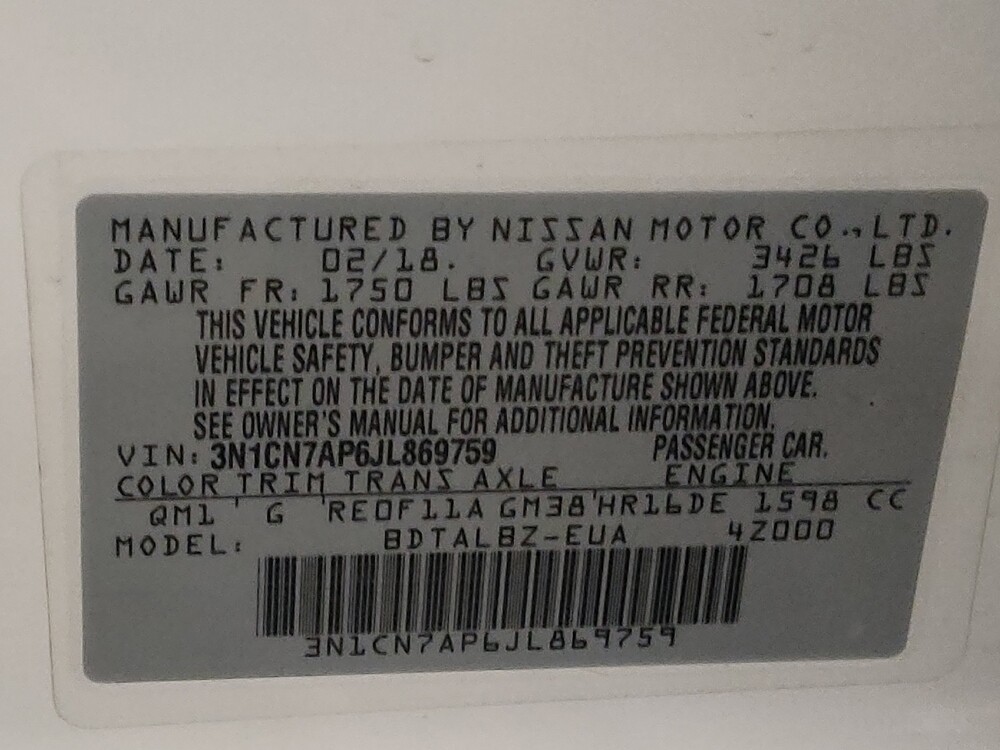 MANUFACTURED BY NISSAN MOTOR CO.,LTD.
DATE: 02/18. GVWR: 3426 LBS
GAWR FR: 1750 LBS GAWR RR: 1708 LBS
THIS VEHICLE CONFORMS TO ALL APPLICABLE FEDERAL MOTOR
VEHICLE SAFETY, BUMPER AND THEFT PREVENTION STANDARDS
IN EFFECT ON THE DATE OF MANUFACTURE SHOWN ABOVE.
SEE OWNER'S MANUAL FOR ADDITIONAL INFORMATION.
VIN: 3N1CN7AP6JL869759 PASSENGER CAR.
COLOR TRIM TRANS AXLE ENGINE
QM1 G RE0F11A GM38 HR16DE 1598 CC
MODEL: BDTALBZ-EUA 4Z000
3N1CN7AP6JL869759